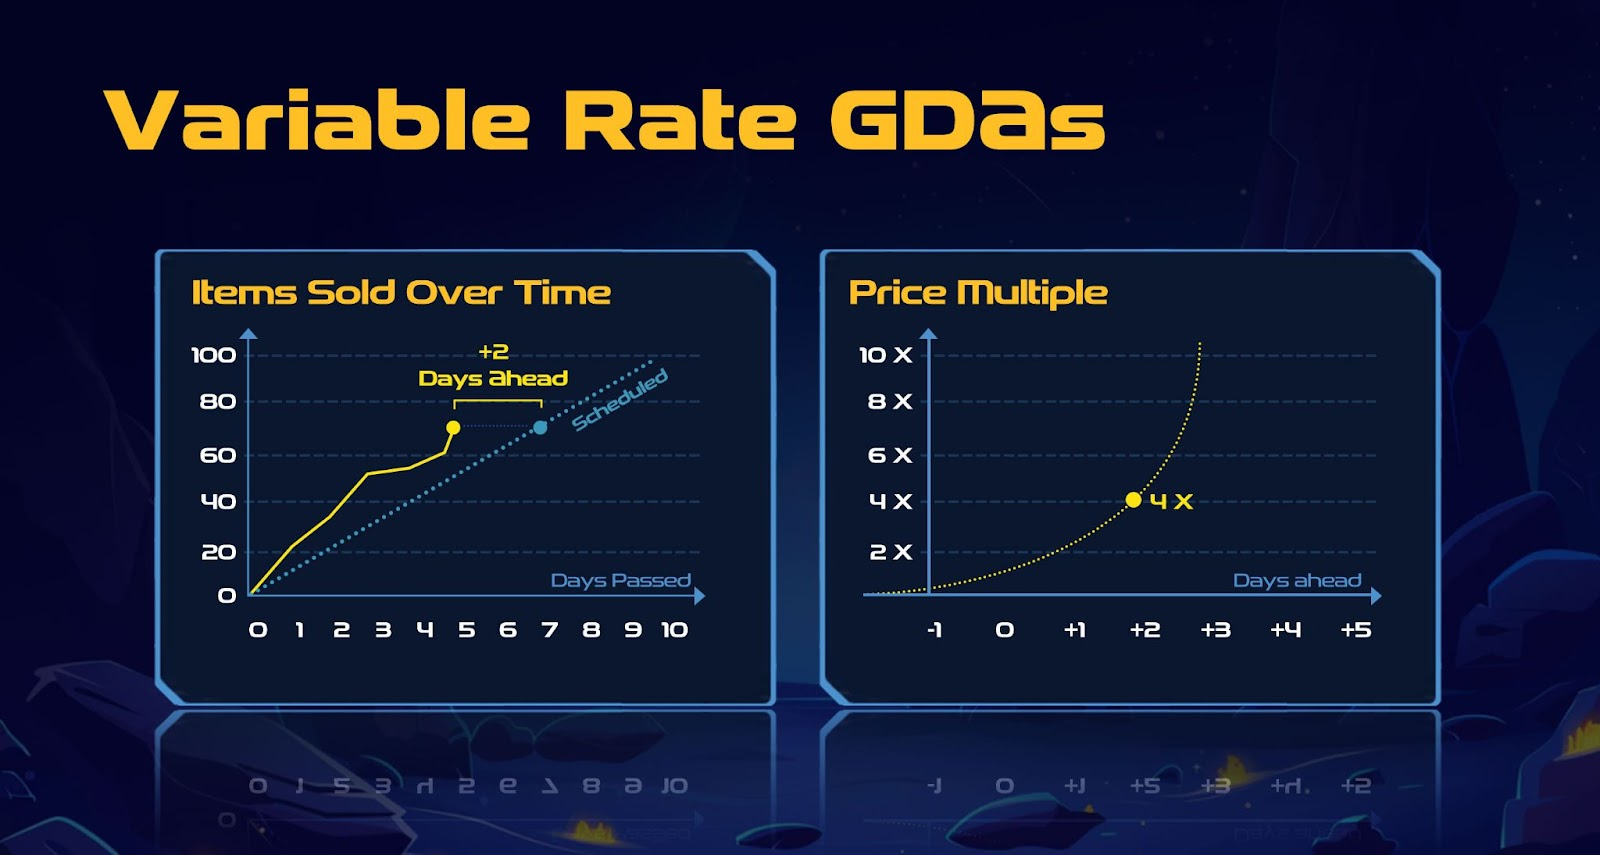 Variable Rate GDAs
Items Sold Over Time
100
80
60
40
20
0
+2
Days ahead
Scheduled
Days Passed
0 1 2 3 4 5 6 7 8 9 10
Price Multiple
10 X
8 X
6 X
4 X
2 X
4 X
Days ahead
-1 0 +1 +2 +3 +4 +5